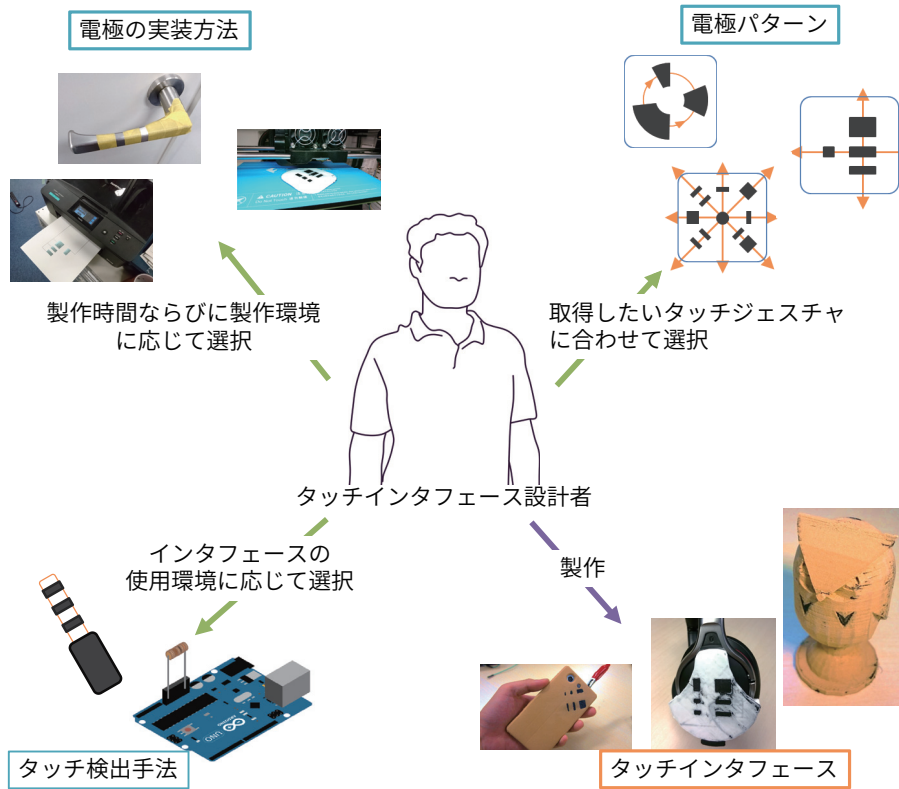 電極の実装方法
電極パターン
製作時間ならびに製作環境
に応じて選択
取得したいタッチジェスチャ
に合わせて選択
タッチインタフェース設計者
インタフェースの
使用環境に応じて選択
製作
UNO
タッチ検出手法
タッチインタフェース